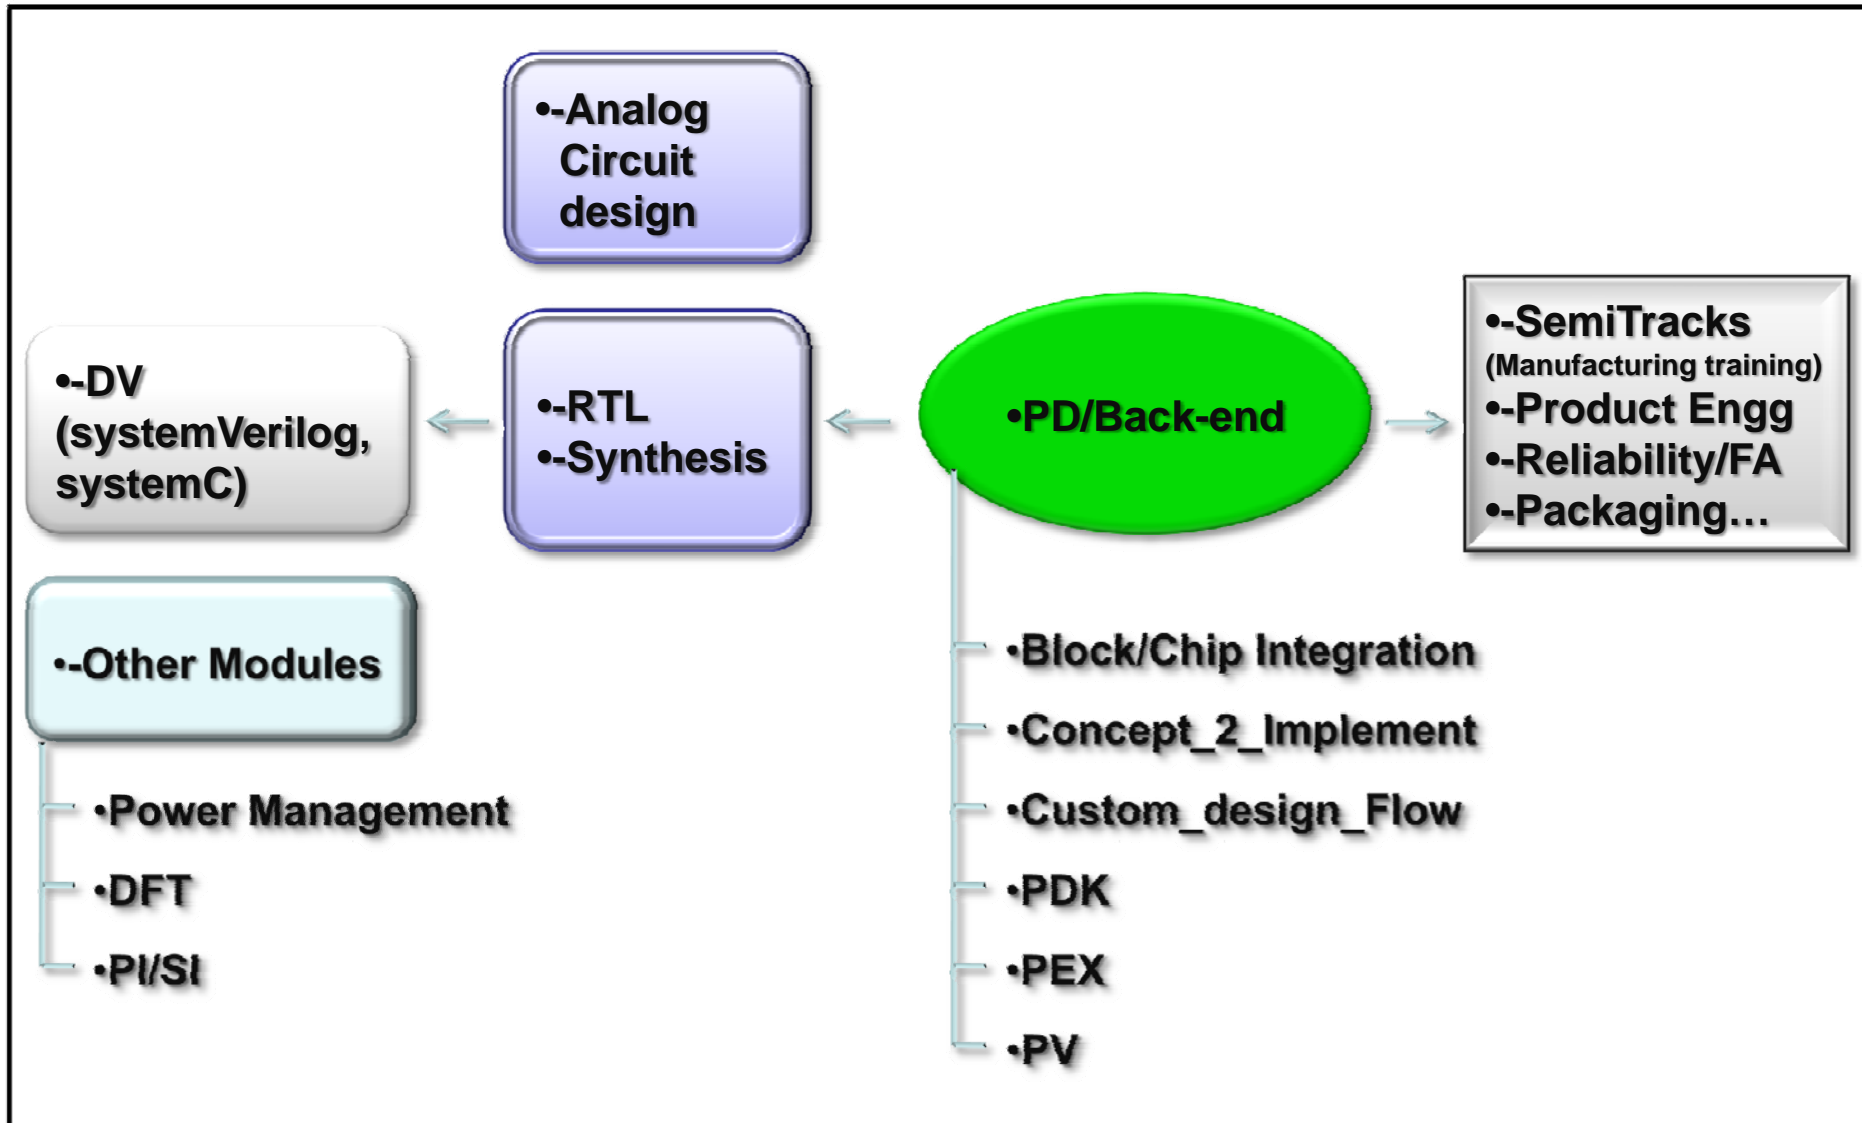 •-Analog
Circuit
design
•-DV
(systemVerilog,
systemC)
•-RTL
•-Synthesis
•PD/Back-end
•-SemiTracks
(Manufacturing training)
•-Product Engg
•-Reliability/FA
•-Packaging…
•-Other Modules
•Power Management
•DFT
•PI/SI
•Block/Chip Integration
•Concept_2_Implement
•Custom_design_Flow
•PDK
•PEX
•PV